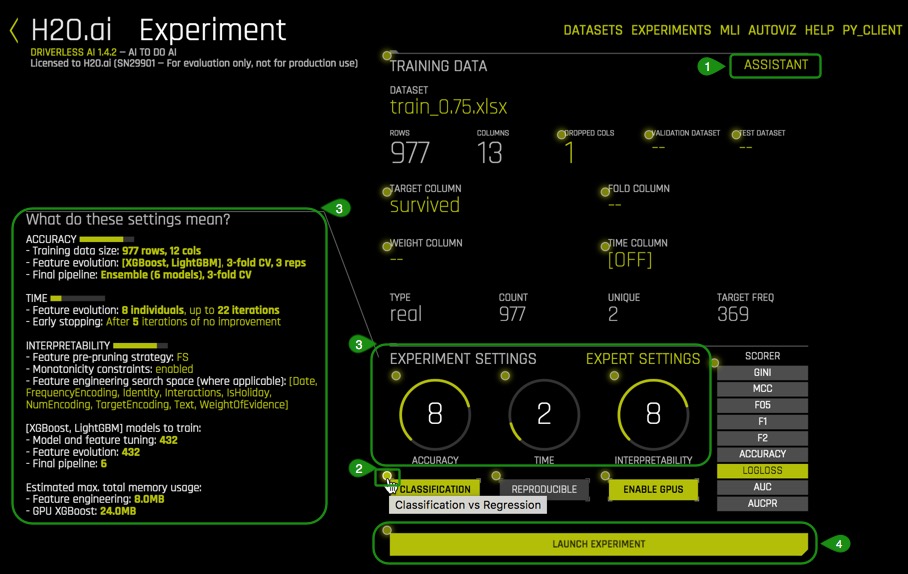 H2O.ai Experiment
DRIVERLESS AI 1.4.2 – AI TO DO AI
Licensed to H2O.ai (SN29901 – For evaluation only, not for production use)
DATASETS EXPERIMENTS MLI AUTOVIZ HELP PY_CLIENT
TRAINING DATA
1
ASSISTANT
DATASET
train_0.75.xlsx
ROWS COLUMNS DROPPED COLS VALIDATION DATASET TEST DATASET
977 13 1 -- --
TARGET COLUMN FOLD COLUMN
survived --
WEIGHT COLUMN TIME COLUMN
-- [OFF]
TYPE COUNT UNIQUE TARGET FREQ
real 977 2 369
3
What do these settings mean?
ACCURACY
- Training data size: 977 rows, 12 cols
- Feature evolution: [XGBoost, LightGBM], 3-fold CV, 3 reps
- Final pipeline: Ensemble (6 models), 3-fold CV
TIME
- Feature evolution: 8 individuals, up to 22 iterations
- Early stopping: After 5 iterations of no improvement
INTERPRETABILITY
- Feature pre-pruning strategy: FS
- Monotonicity constraints: enabled
- Feature engineering search space (where applicable): [Date,
FrequencyEncoding, Identity, Interactions, IsHoliday,
NumEncoding, TargetEncoding, Text, WeightOfEvidence]
[XGBoost, LightGBM] models to train:
- Model and feature tuning: 432
- Feature evolution: 432
- Final pipeline: 6
Estimated max. total memory usage:
- Feature engineering: 8.0MB
- GPU XGBoost: 24.0MB
3
EXPERIMENT SETTINGS EXPERT SETTINGS
8 2 8
ACCURACY TIME INTERPRETABILITY
2
CLASSIFICATION REPRODUCIBLE ENABLE GPUS
Classification vs Regression
SCORER
GINI
MCC
F05
F1
F2
ACCURACY
LOGLOSS
AUC
AUCPR
LAUNCH EXPERIMENT
4